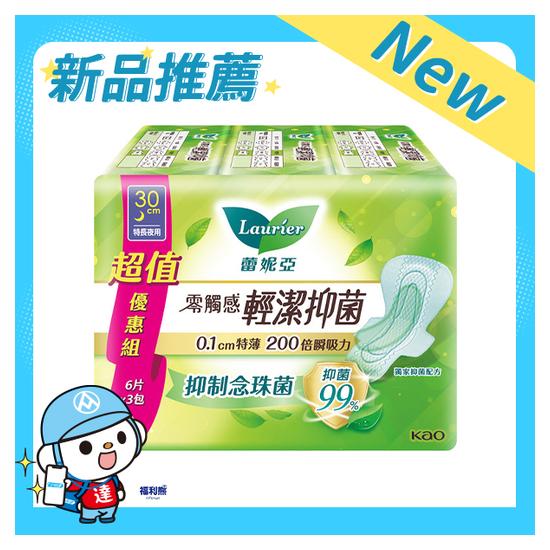 新品推薦
New
30
cm
特長夜用
超值
優惠組
6片
x3包
Laurier
蕾妮亞
零觸感 輕潔抑菌
0.1cm特薄 200倍瞬吸力
抑制念珠菌
抑菌
99%
獨家抑菌配方
Kao
達
福利熊